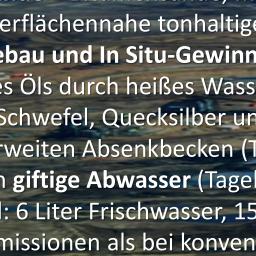 erflächennahe tonhaltige
ebau und In Situ-Gewinn
es Öls durch heißes Wass
Schwefel, Quecksilber un
rweiten Absenkbecken (T
n giftige Abwasser (Tagel
l: 6 Liter Frischwasser, 15
missionen als bei konven